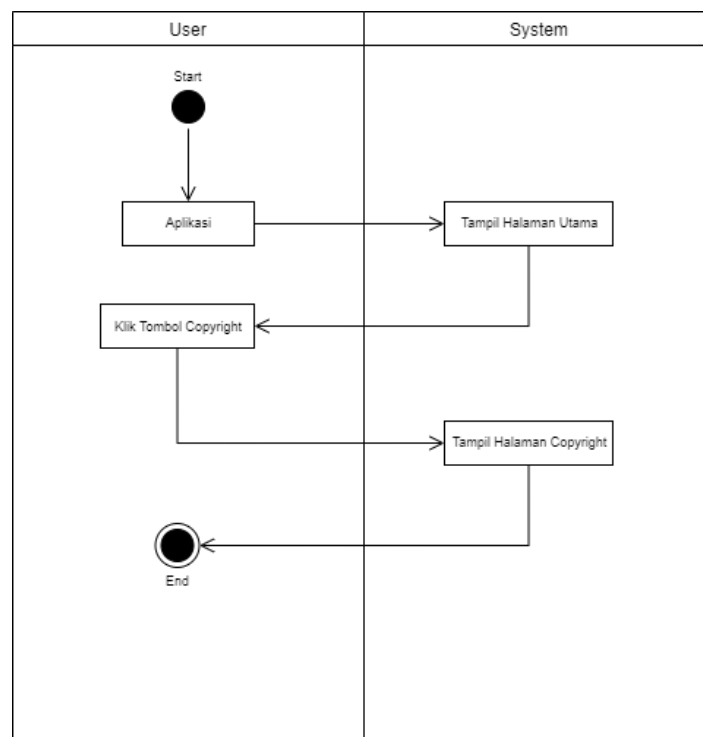 User
System
Start
Aplikasi
Tampil Halaman Utama
Klik Tombol Copyright
Tampil Halaman Copyright
End